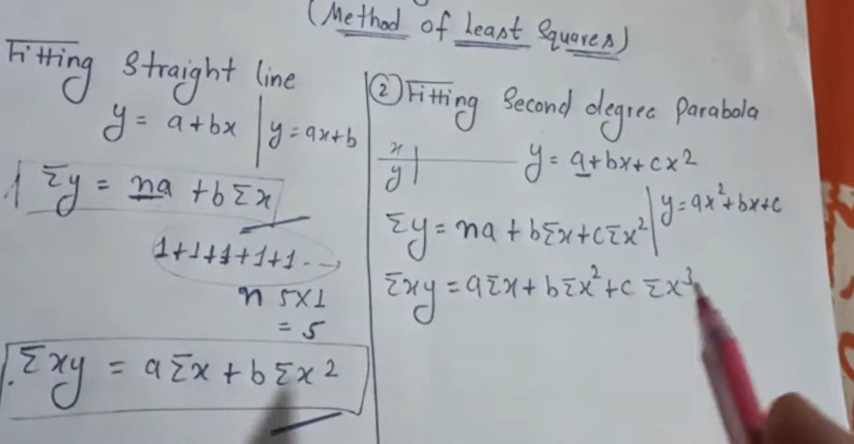 (Method of Least Squares)
Fitting Straight line
y = a+bx | y = ax+b
Σy = na + bΣx
1+1+1+1+1+1...
n 5×1
= 5
Σxy = aΣx + bΣx²
② Fitting Second degree Parabola
x
y
y = a+bx+cx²
y = ax²+bx+c
Σy = na + bΣx + cΣx²
Σxy = aΣx + bΣx² + c Σx³